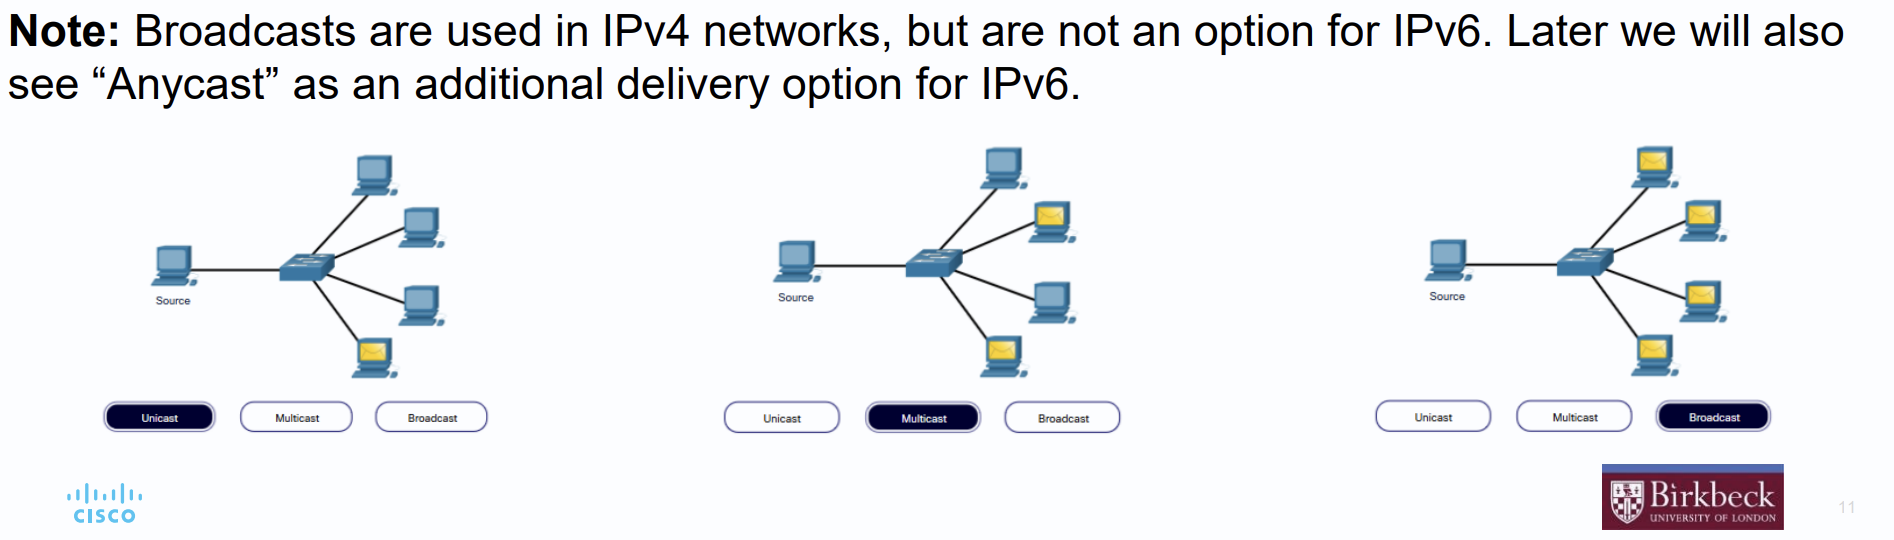 Note: Broadcasts are used in IPv4 networks, but are not an option for IPv6. Later we will also
see “Anycast” as an additional delivery option for IPv6.
Source
Unicast
Multicast
Broadcast
Source
Unicast
Multicast
Broadcast
Source
Unicast
Multicast
Broadcast
CISCO
Birkbeck
UNIVERSITY OF LONDON
11